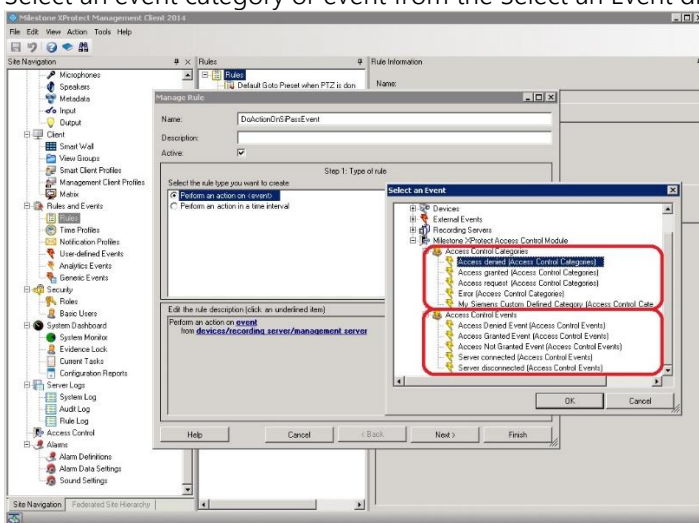 Select an event category or event from the Select an Event di
Milestone XProtect Management Client 2014
File Edit View Action Tools Help
Site Navigation
Microphones
Speakers
Metadata
Input
Output
Client
Smart Wall
View Groups
Smart Client Profiles
Management Client Profiles
Matrix
Rules and Events
Rules
Time Profiles
Notification Profiles
User-defined Events
Analytics Events
Generic Events
Security
Roles
Basic Users
System Dashboard
System Monitor
Evidence Lock
Current Tasks
Configuration Reports
Server Logs
System Log
Audit Log
Rule Log
Access Control
Alarms
Alarm Definitions
Alarm Data Settings
Sound Settings
Site Navigation Federated Site Hierarchy
Rules
Rules
Default Goto Preset when PTZ is don
Rule Information
Name:
Manage Rule
Name: DoActionOnSiPassEvent
Description:
Active:
Step 1: Type of rule
Select the rule type you want to create
Perform an action on <event>
Perform an action in a time interval
Edit the rule description (click an underlined item)
Perform an action on event
from devices/recording server/management server
Help Cancel < Back Next > Finish
Select an Event
Devices
External Events
Recording Servers
Milestone XProtect Access Control Module
Access Control Categories
Access denied (Access Control Categories)
Access granted (Access Control Categories)
Access request (Access Control Categories)
Error (Access Control Categories)
My Siemens Custom Defined Category (Access Control Cate
Access Control Events
Access Denied Event (Access Control Events)
Access Granted Event (Access Control Events)
Access Not Granted Event (Access Control Events)
Server connected (Access Control Events)
Server disconnected (Access Control Events)
OK Cancel